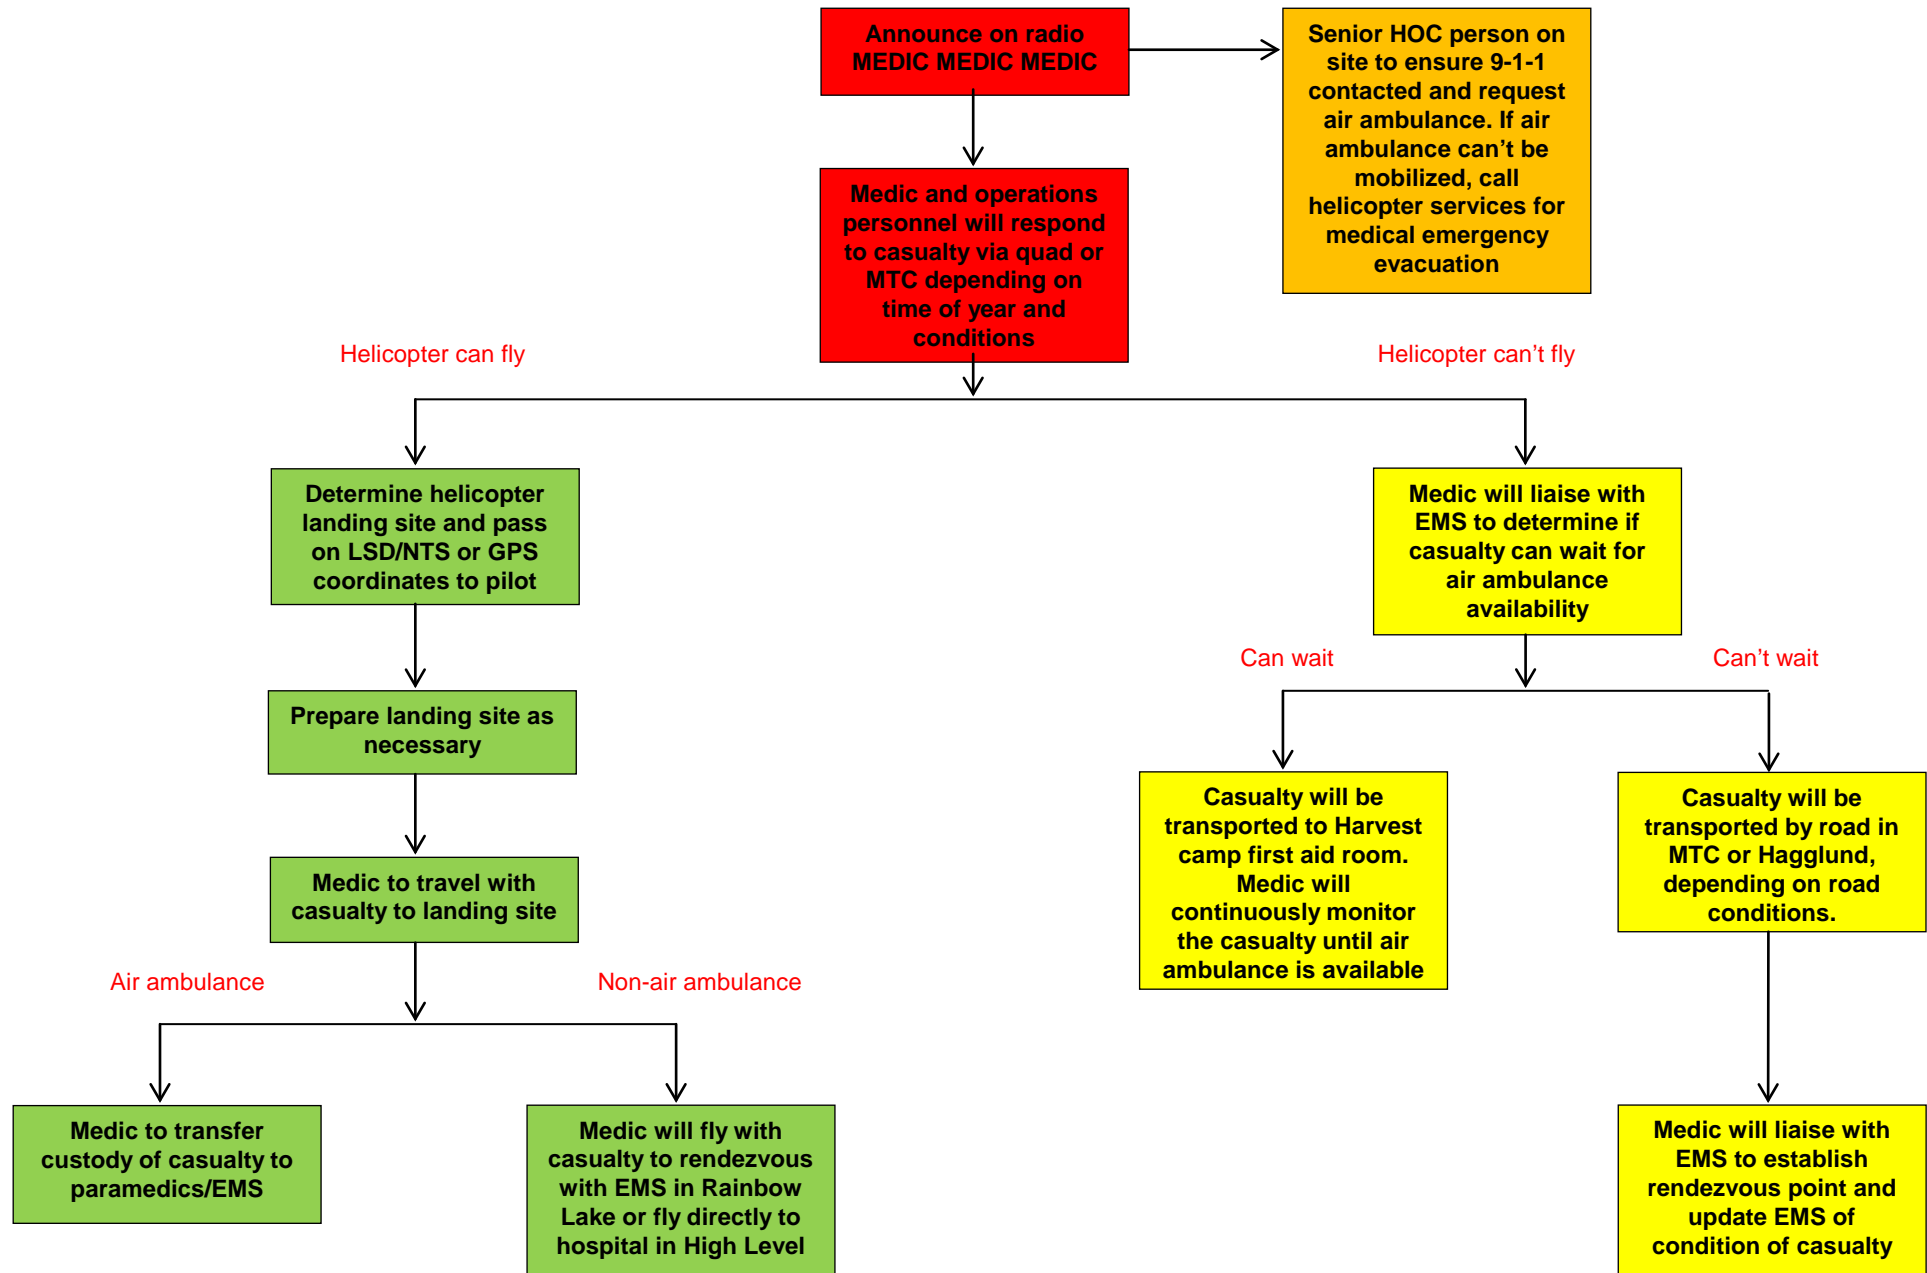 Announce on radio
MEDIC MEDIC MEDIC
Senior HOC person on
site to ensure 9-1-1
contacted and request
air ambulance. If air
ambulance can’t be
mobilized, call
helicopter services for
medical emergency
evacuation
Medic and operations
personnel will respond
to casualty via quad or
MTC depending on
time of year and
conditions
Helicopter can fly
Helicopter can’t fly
Determine helicopter
landing site and pass
on LSD/NTS or GPS
coordinates to pilot
Medic will liaise with
EMS to determine if
casualty can wait for
air ambulance
availability
Can wait
Can’t wait
Prepare landing site as
necessary
Casualty will be
transported to Harvest
camp first aid room.
Medic will
continuously monitor
the casualty until air
ambulance is available
Casualty will be
transported by road in
MTC or Hagglund,
depending on road
conditions.
Medic to travel with
casualty to landing site
Air ambulance
Non-air ambulance
Medic to transfer
custody of casualty to
paramedics/EMS
Medic will fly with
casualty to rendezvous
with EMS in Rainbow
Lake or fly directly to
hospital in High Level
Medic will liaise with
EMS to establish
rendezvous point and
update EMS of
condition of casualty